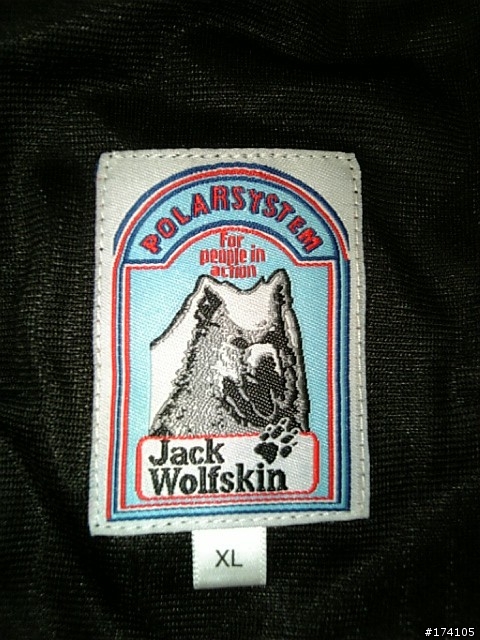 POLARSYSTEM
For
people in
action
Jack
Wolfskin
XL
#174105